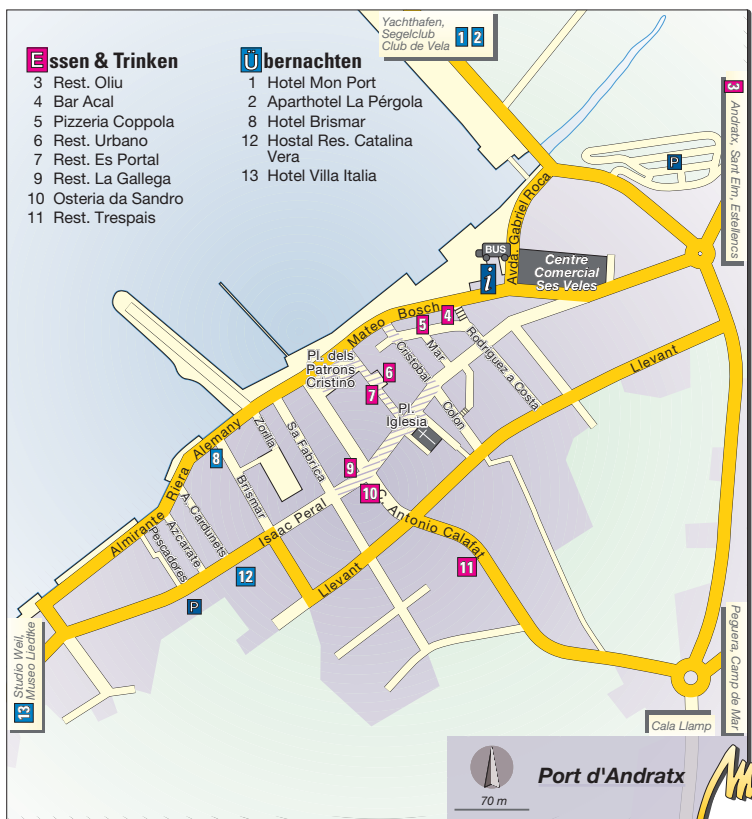 Essen & Trinken
3 Rest. Oliu
4 Bar Acal
5 Pizzeria Coppola
6 Rest. Urbano
7 Rest. Es Portal
9 Rest. La Gallega
10 Osteria da Sandro
11 Rest. Trespais
Übernachten
1 Hotel Mon Port
2 Aparthotel La Pérgola
8 Hotel Brismar
12 Hostal Res. Catalina
Vera
13 Hotel Villa Italia
Yachthafen,
Segelclub
Club de Vela
1 2
3
Andratx, Sant Elm, Estellencs
P
Avda. Gabriel Roca
BUS
i
Centre
Comercial
Ses Veles
Mateo Bosch
4
5
Cristobal
Mar
Rodriguez a Costa
Llevant
Pl. dels
Patrons
Cristino
6
7
Pl.
Iglesia
Colon
Almirante Riera Alemany
Zorilla
Sa Fabrica
8
9
10
Brismar
A. Carduneis
Azcarate
Pescadores
Isaac Peral
C. Antonio Calafat
11
12
Llevant
P
13
Studio Weil,
Museo Liedtke
Peguera, Camp de Mar
Cala Llamp
70 m
Port d'Andratx